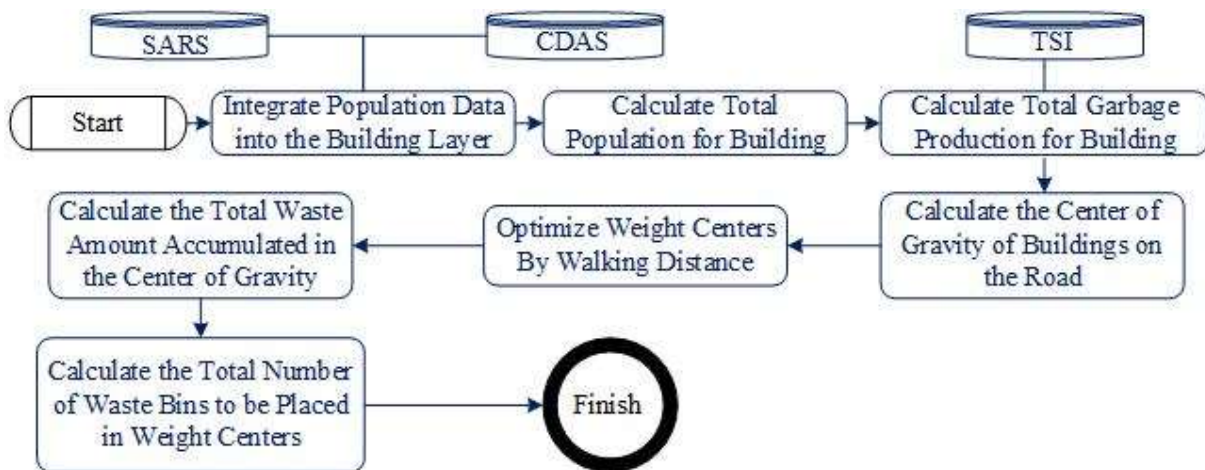 SARS
CDAS
TSI
Start
Integrate Population Data
into the Building Layer
Calculate Total
Population for Building
Calculate Total Garbage
Production for Building
Calculate the Center of
Gravity of Buildings on
the Road
Optimize Weight Centers
By Walking Distance
Calculate the Total Waste
Amount Accumulated in
the Center of Gravity
Calculate the Total Number
of Waste Bins to be Placed
in Weight Centers
Finish